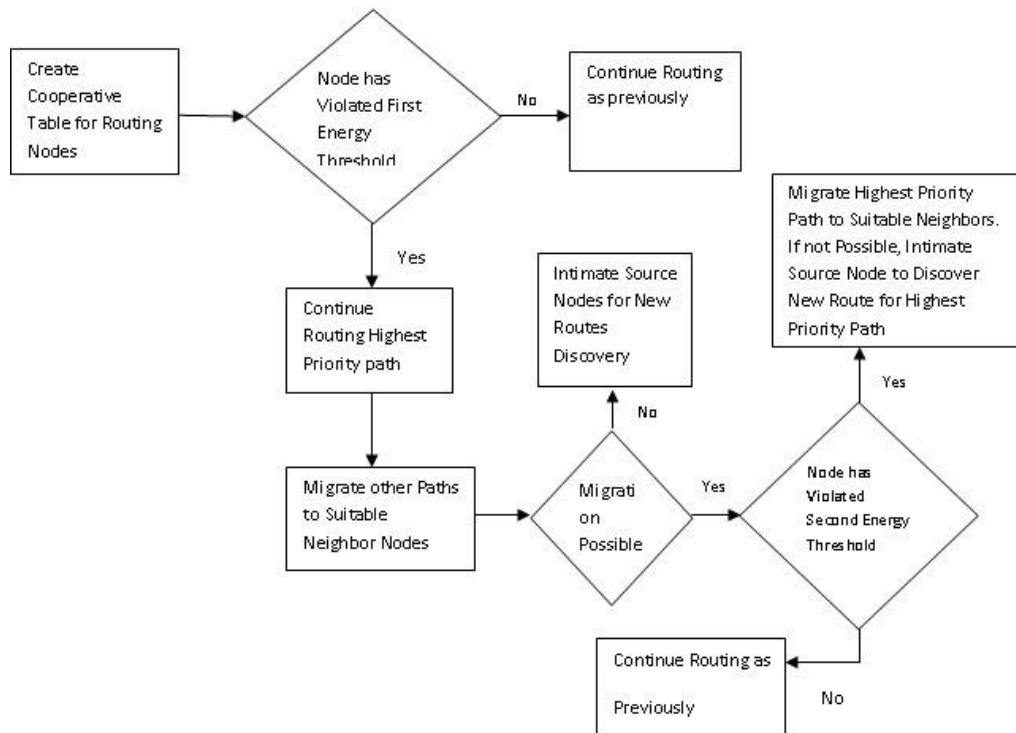 Create
Cooperative
Table for Routing
Nodes
Node has
Violated First
Energy
Threshold
No
Continue Routing
as previously
Yes
Continue
Routing Highest
Priority path
Migrate other Paths
to Suitable
Neighbor Nodes
Migrati
on
Possible
No
Intimate Source
Nodes for New
Routes
Discovery
Yes
Node has
Violated
Second Energy
Threshold
Yes
Migrate Highest Priority
Path to Suitable Neighbors.
If not Possible, Intimate
Source Node to Discover
New Route for Highest
Priority Path
No
Continue Routing as
Previously